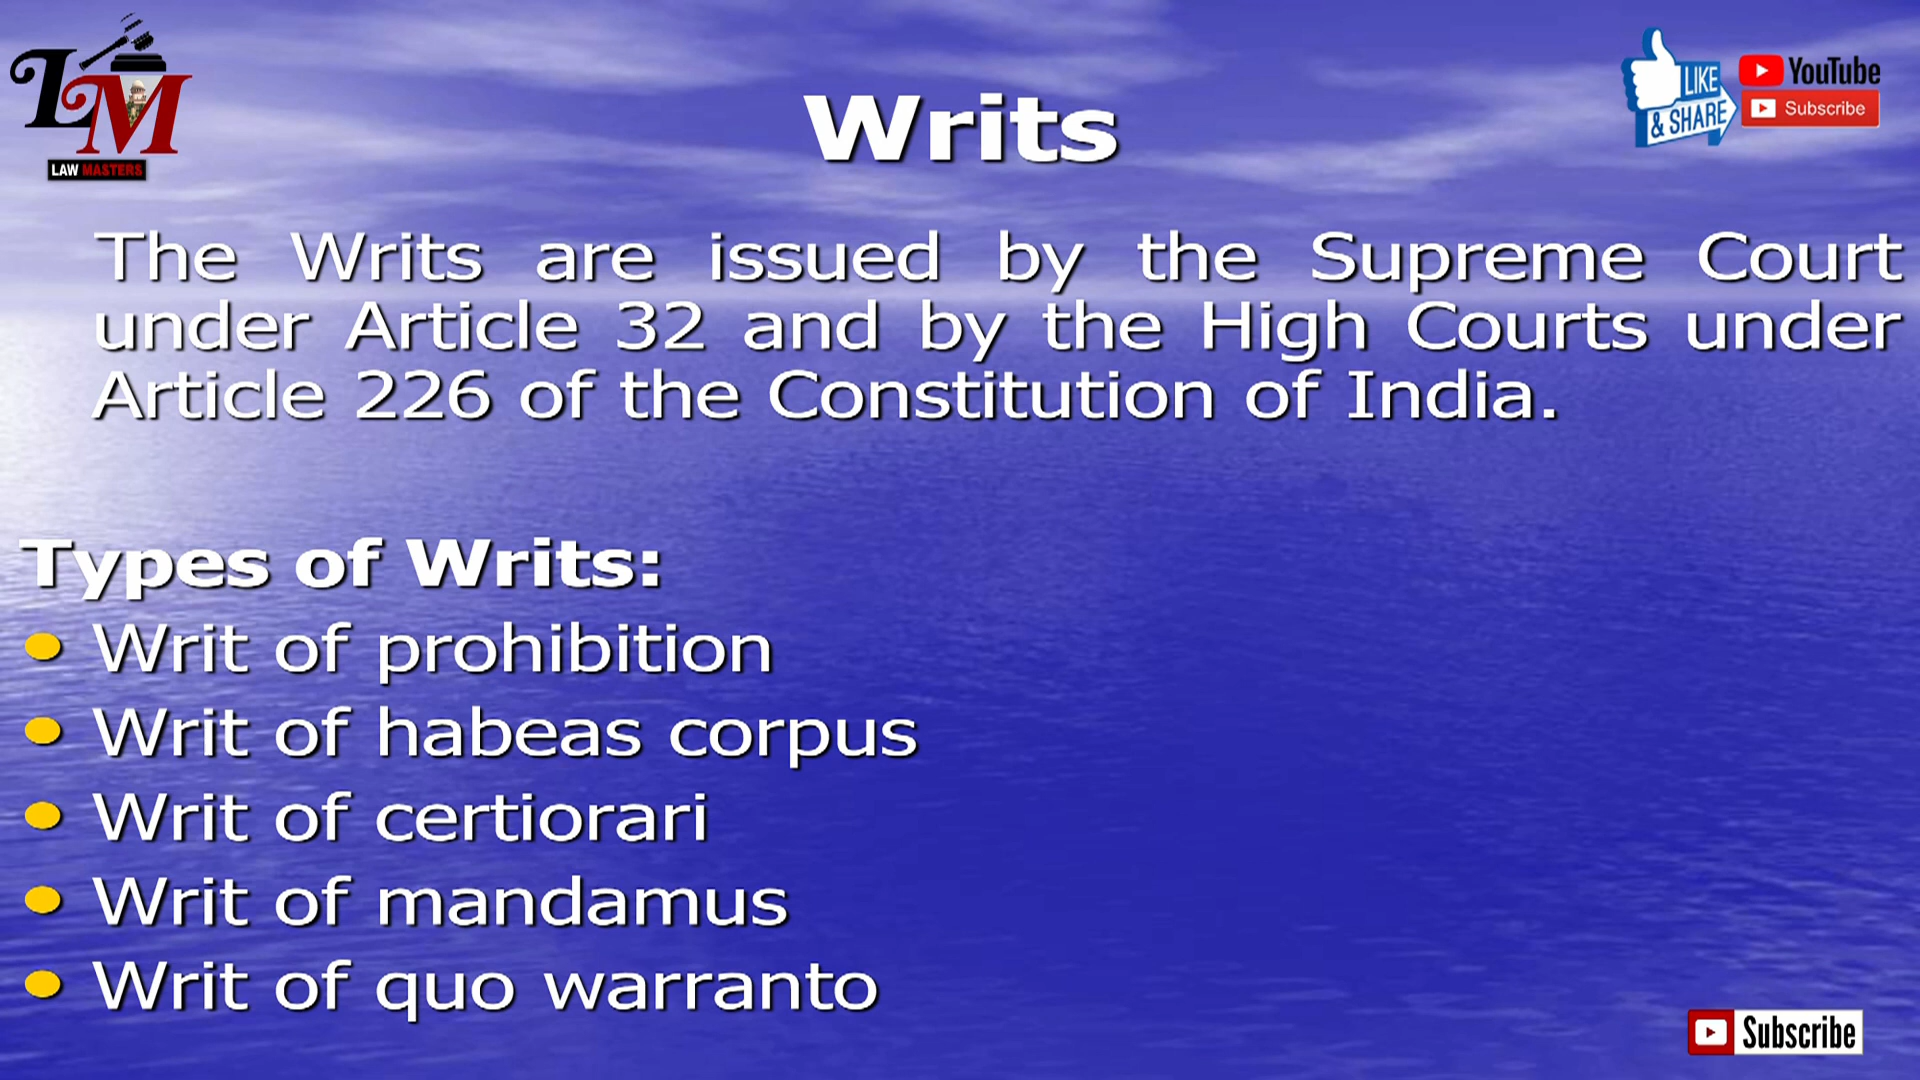 LM
LAW MASTERS
LIKE
& SHARE
YouTube
Subscribe
Writs
The Writs are issued by the Supreme Court
under Article 32 and by the High Courts under
Article 226 of the Constitution of India.
Types of Writs:
• Writ of prohibition
• Writ of habeas corpus
• Writ of certiorari
• Writ of mandamus
• Writ of quo warranto
Subscribe